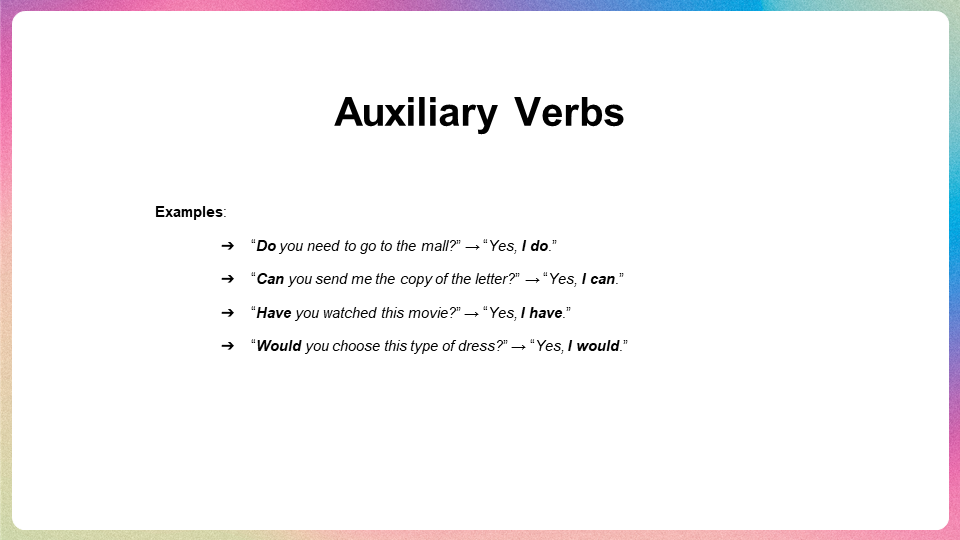 Auxiliary Verbs
Examples:
➔ “Do you need to go to the mall?” → “Yes, I do.”
➔ “Can you send me the copy of the letter?” → “Yes, I can.”
➔ “Have you watched this movie?” → “Yes, I have.”
➔ “Would you choose this type of dress?” → “Yes, I would.”